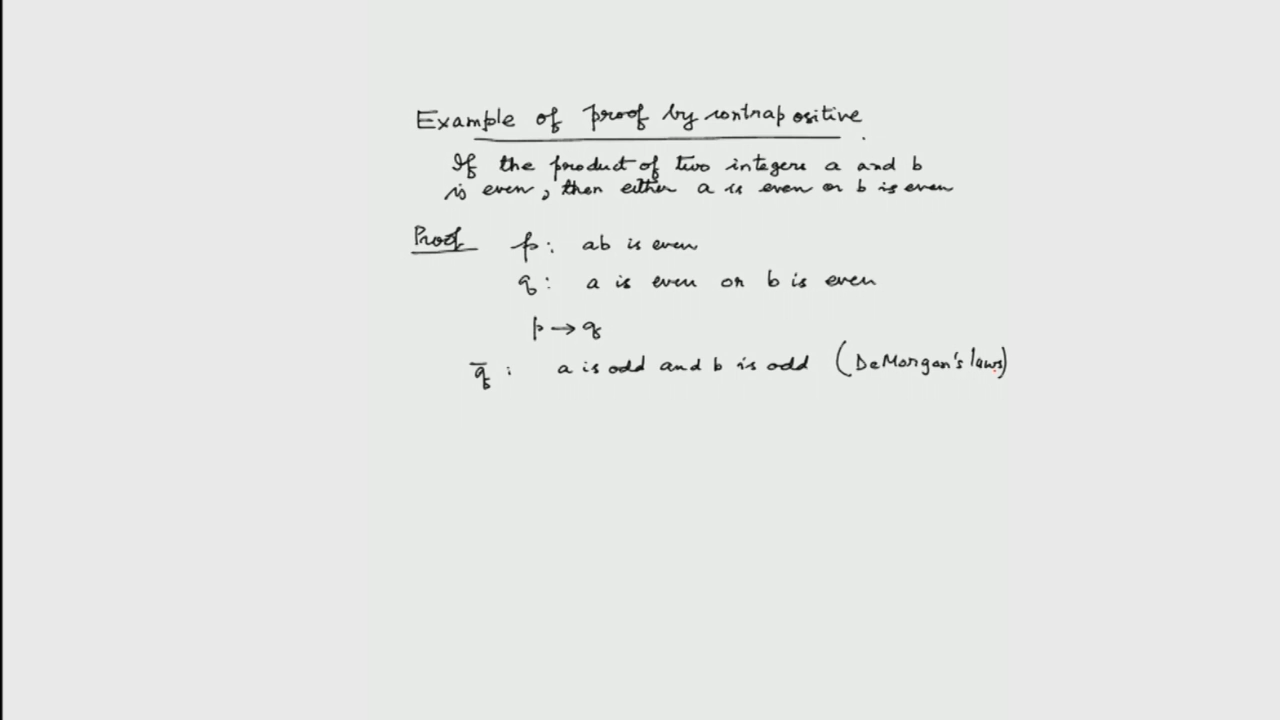 Example of proof by contrapositive.
If the product of two integers a and b
is even, then either a is even or b is even
Proof p: ab is even
q: a is even or b is even
p → q
q̅ : a is odd and b is odd (DeMorgan's laws)